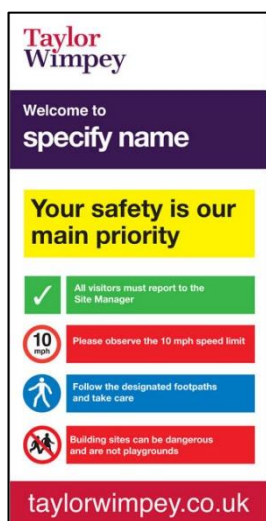 Taylor
Wimpey
Welcome to
specify name
Your safety is our
main priority
All visitors must report to the
Site Manager
10
mph
Please observe the 10 mph speed limit
Follow the designated footpaths
and take care
Building sites can be dangerous
and are not playgrounds
taylorwimpey.co.uk